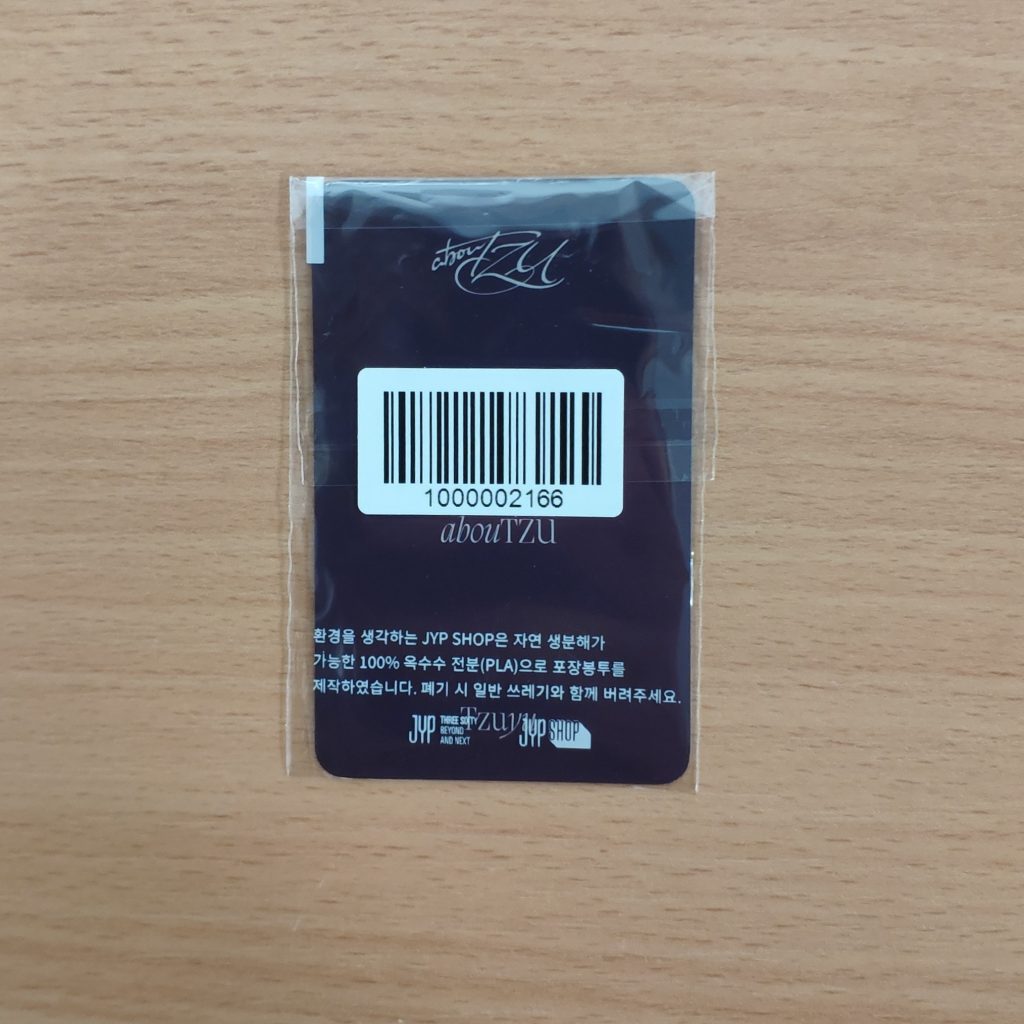 abouTZU
1000002166
abouTZU
환경을 생각하는 JYP SHOP은 자연 생분해가
가능한 100% 옥수수 전분(PLA)으로 포장봉투를
제작하였습니다. 폐기 시 일반 쓰레기와 함께 버려주세요.
Tzuyu
JYP THREE SIXTY JYP SHOP
BEYOND
AND NEXT